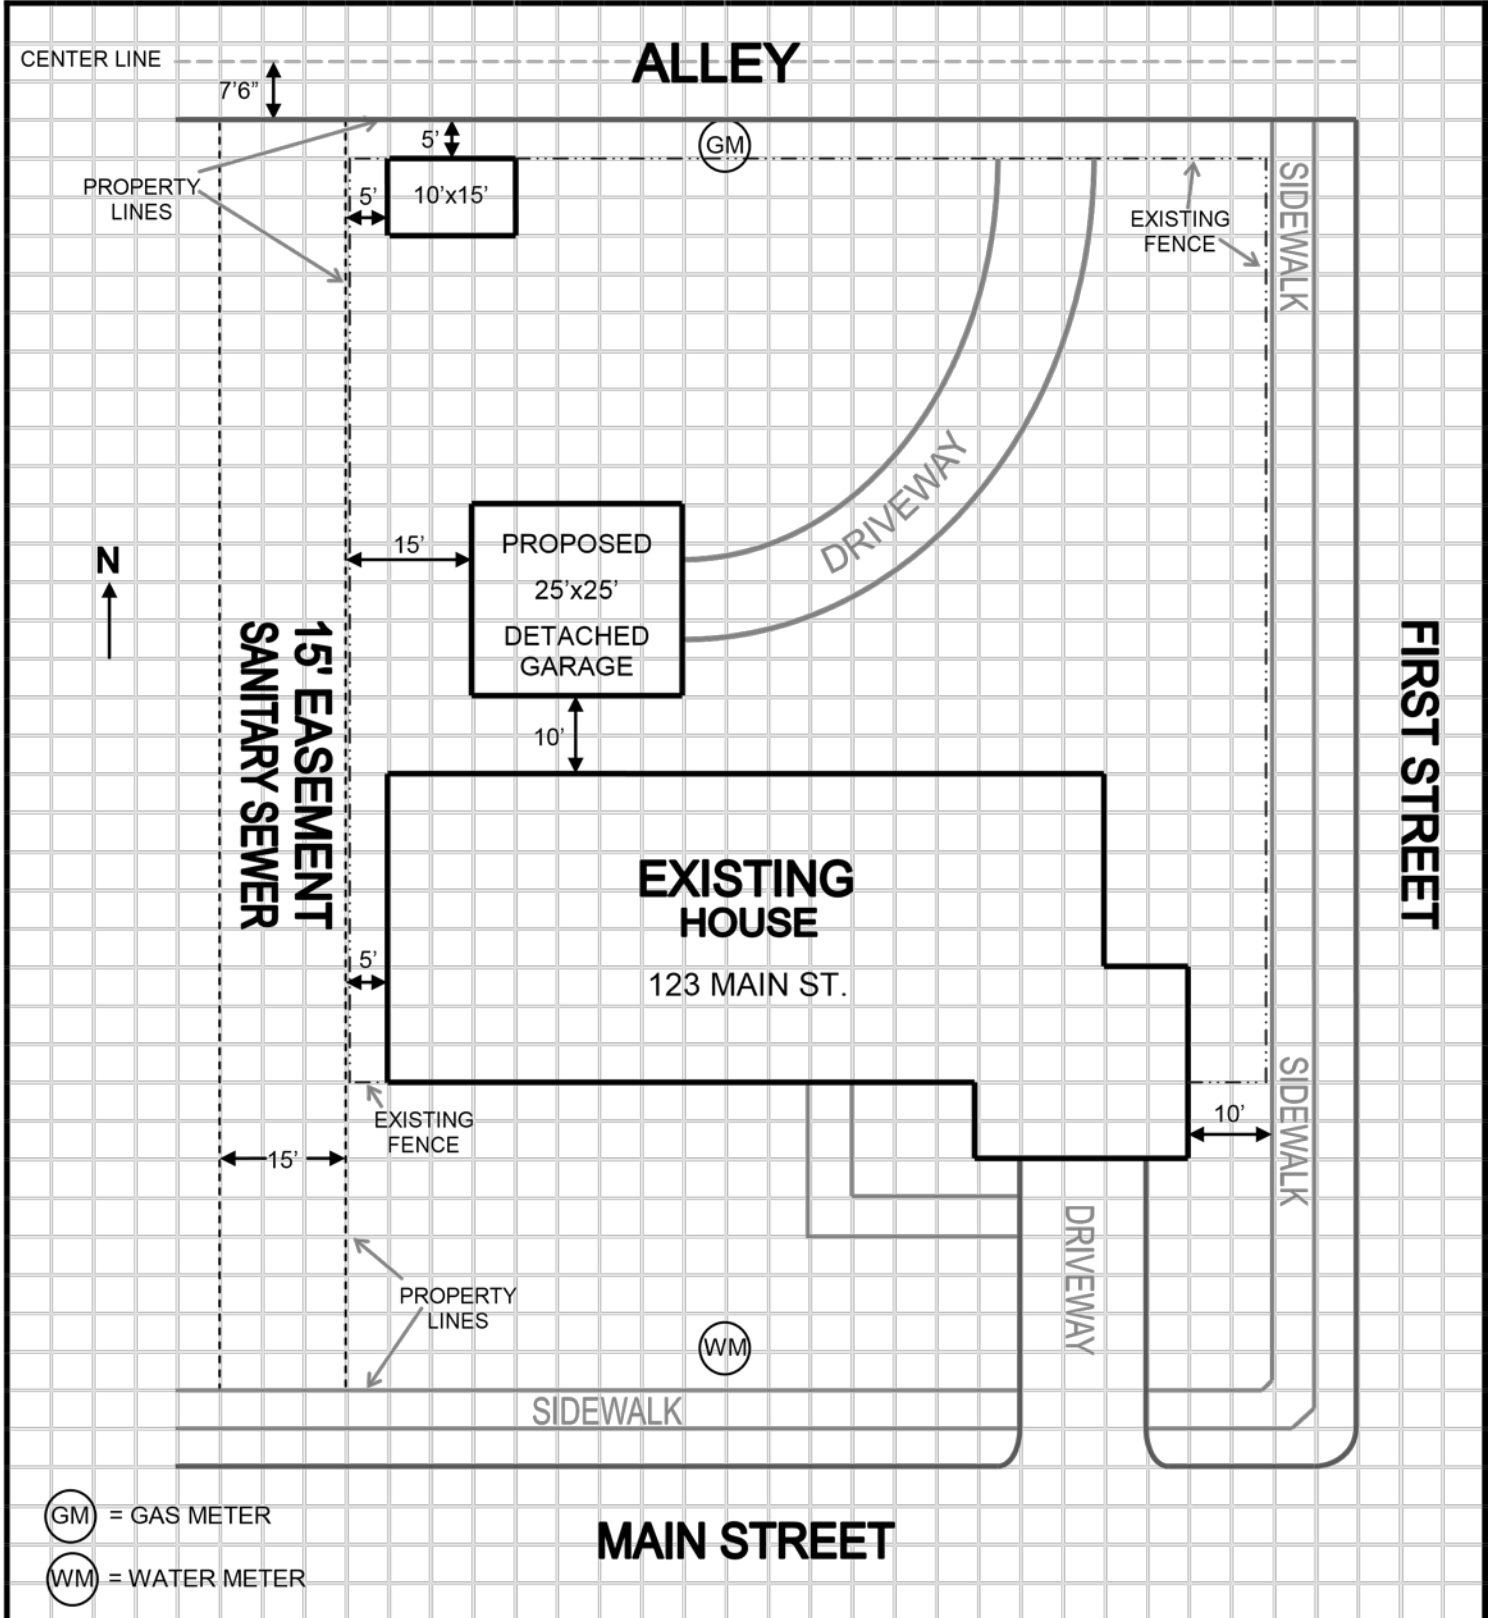 CENTER LINE
ALLEY
7'6"
5'
GM
PROPERTY
LINES
5'
10'x15'
EXISTING
FENCE
SIDEWALK
DRIVEWAY
15'
PROPOSED
25'x25'
DETACHED
GARAGE
N
15' EASEMENT
SANITARY SEWER
FIRST STREET
10'
EXISTING
HOUSE
123 MAIN ST.
5'
EXISTING
FENCE
10'
SIDEWALK
15'
DRIVEWAY
PROPERTY
LINES
WM
SIDEWALK
GM = GAS METER
MAIN STREET
WM = WATER METER